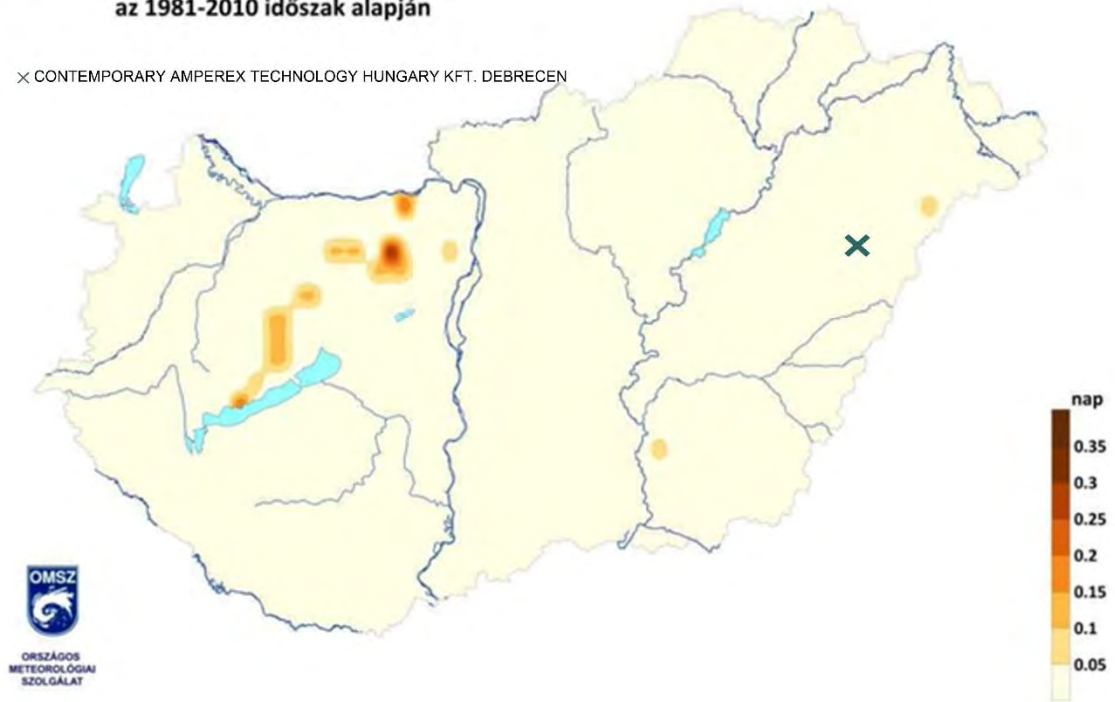 az 1981-2010 időszak alapján
× CONTEMPORARY AMPEREX TECHNOLOGY HUNGARY KFT. DEBRECEN
nap
0.35
0.3
0.25
0.2
0.15
0.1
0.05
OMSZ
ORSZÁGOS
METEOROLÓGIAI
SZOLGÁLAT